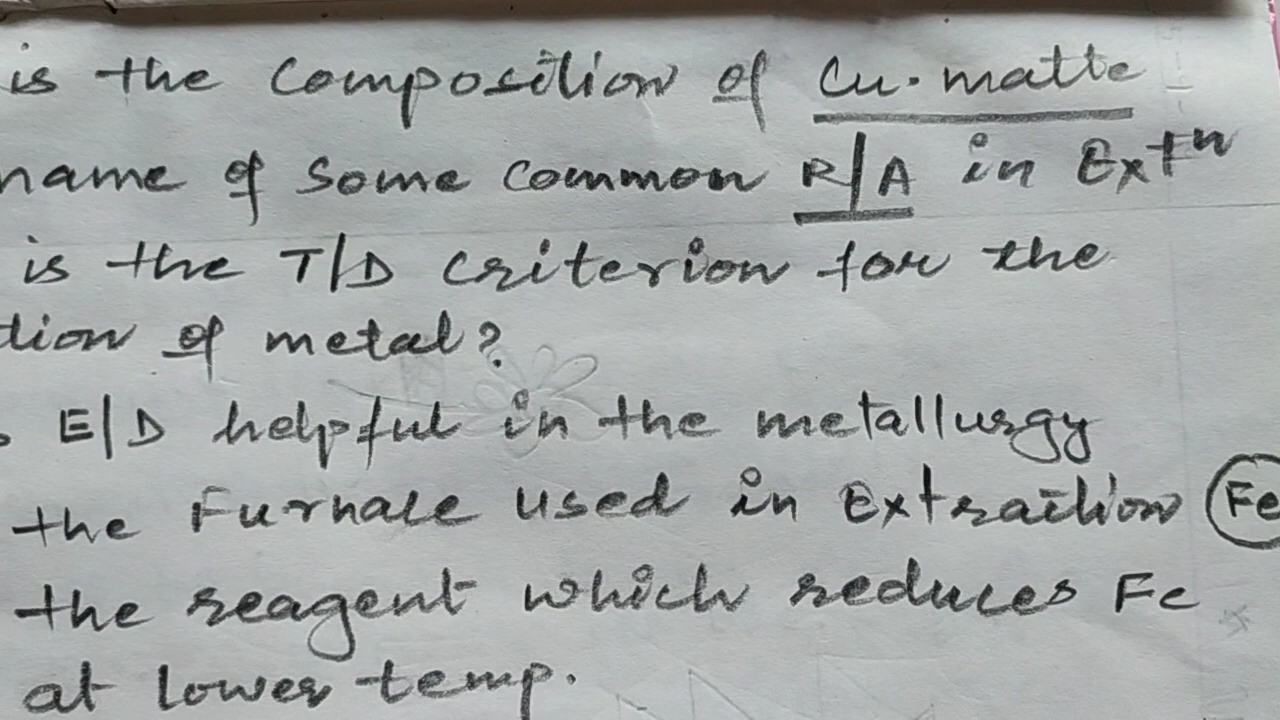 is the composition of Cu. matte
name of some common R/A in Extn
is the T/D criterion for the
tion of metal?
E/D helpful in the metallurgy
the Furnace used in Extraction Fe
the reagent which reduces Fe
at lower temp.